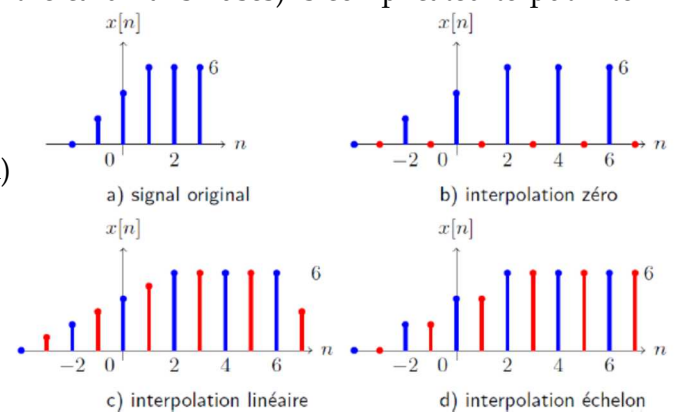 x[n]
x[n]
6
6
n
n
0
2
−2
0
2
4
6
)
a) signal original
b) interpolation zéro
x[n]
x[n]
6
6
n
n
−2
0
2
4
6
−2
0
2
4
6
c) interpolation linéaire
d) interpolation échelon